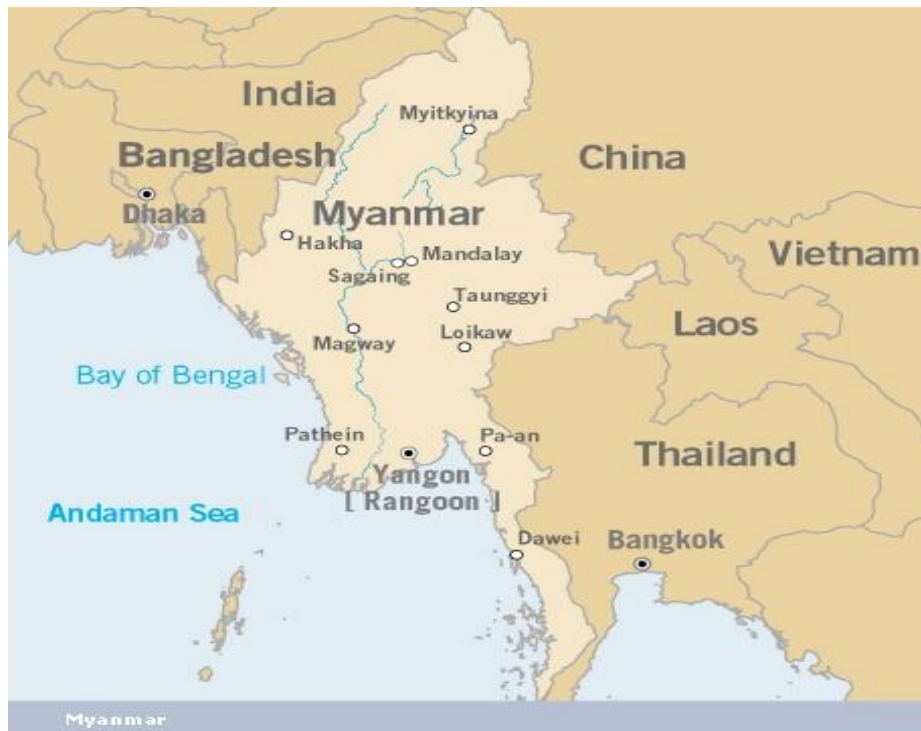 India
Myitkyina
Bangladesh
China
Dhaka
Myanmar
Hakha
Mandalay
Vietnam
Sagaing
Taunggyi
Laos
Magway
Loikaw
Bay of Bengal
Pathein
Pa-an
Thailand
Yangon
[ Rangoon ]
Andaman Sea
Dawei
Bangkok
Myanmar